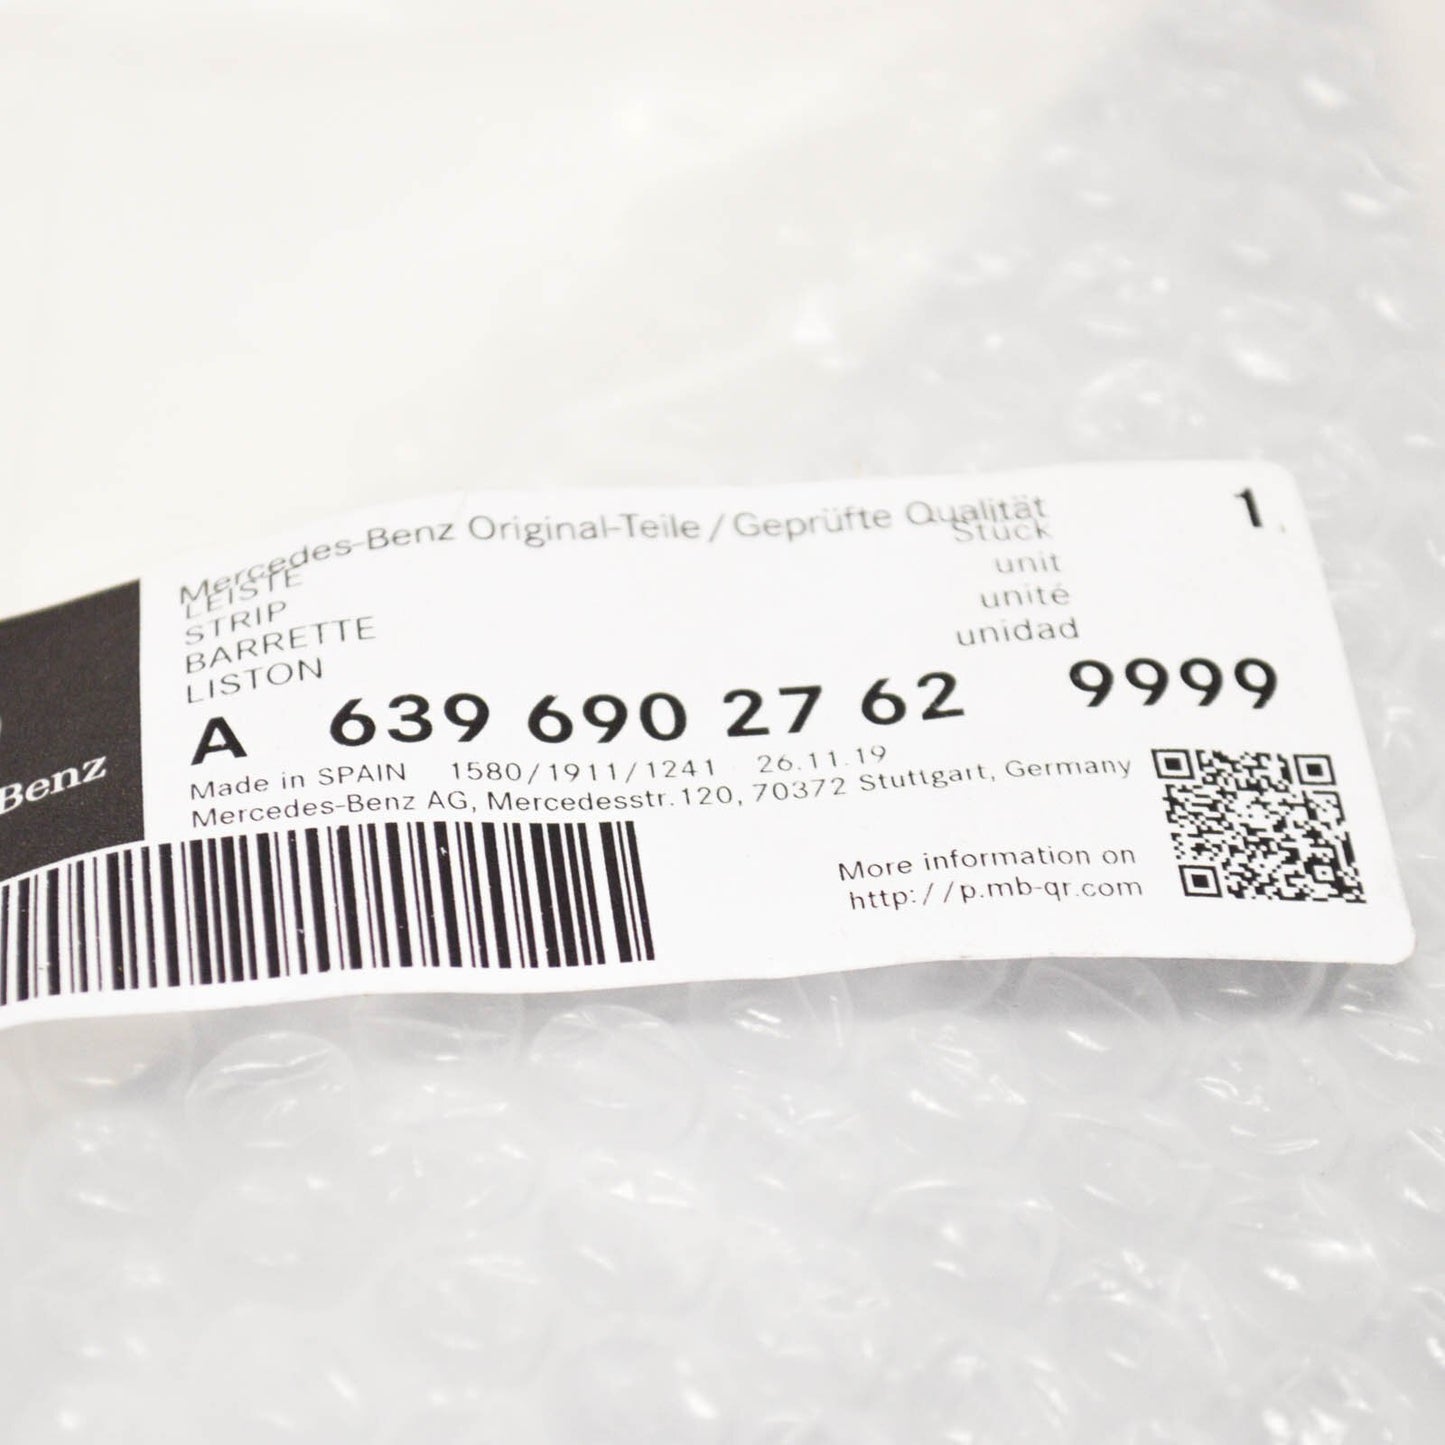 Mercedes-Benz Original-Teile / Geprüfte Qualität
LEISTE Stück 1
STRIP unit
BARRETTE unité
LISTON unidad
A 639 690 27 62 9999
Made in SPAIN 1580/1911/1241 26.11.19
Mercedes-Benz AG, Mercedesstr.120, 70372 Stuttgart, Germany
Benz
More information on
http://p.mb-qr.com